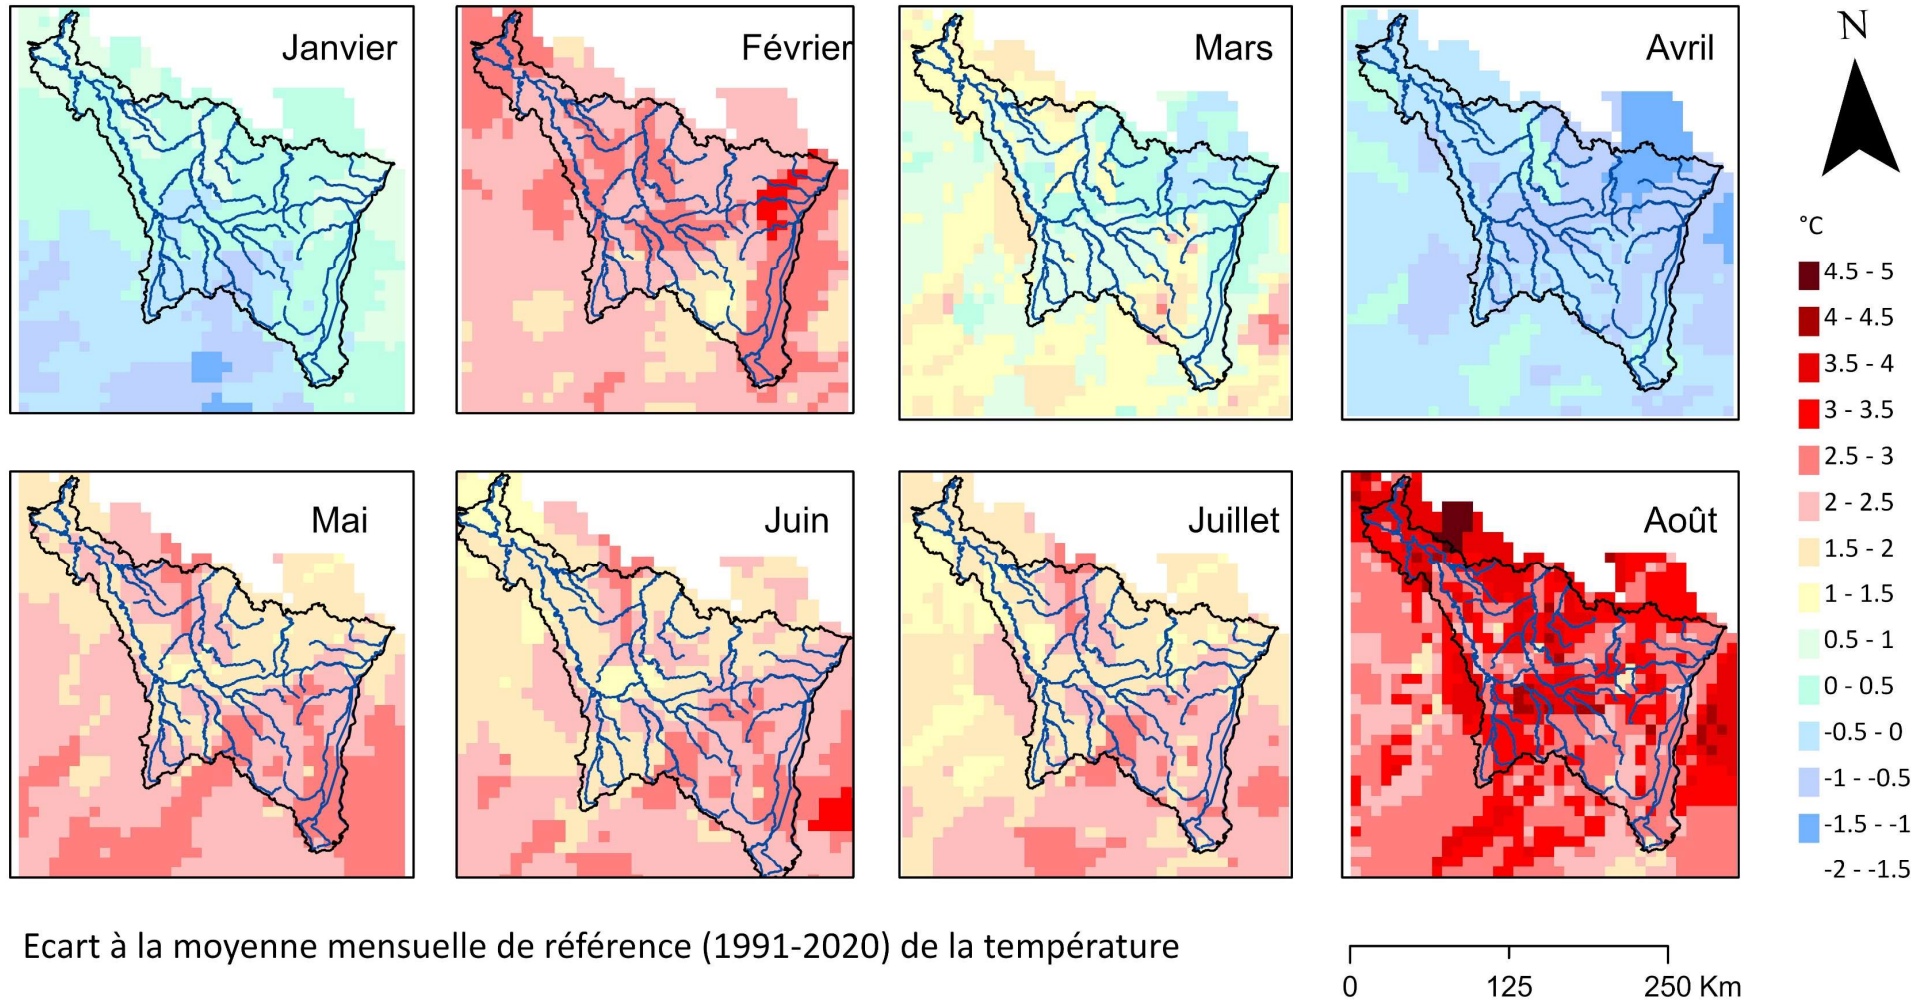 Janvier
Février
Mars
Avril
N
°C
4.5 - 5
4 - 4.5
3.5 - 4
3 - 3.5
2.5 - 3
2 - 2.5
1.5 - 2
1 - 1.5
0.5 - 1
0 - 0.5
-0.5 - 0
-1 - -0.5
-1.5 - -1
-2 - -1.5
Mai
Juin
Juillet
Août
Ecart à la moyenne mensuelle de référence (1991-2020) de la température
0 125 250 Km